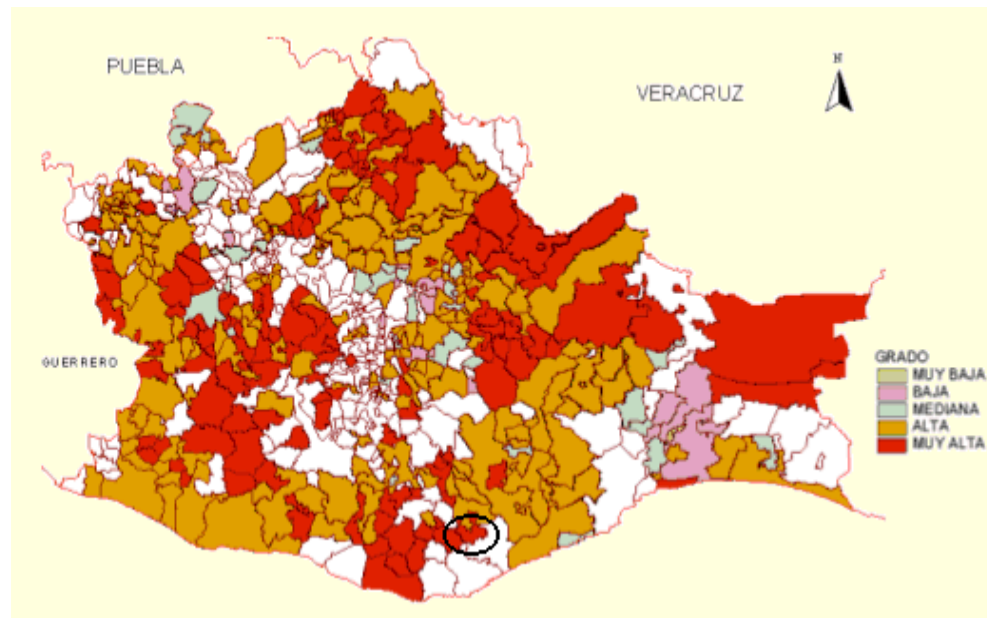 PUEBLA
VERACRUZ
N
GUERRERO
GRADO
MUY BAJA
BAJA
MEDIANA
ALTA
MUY ALTA